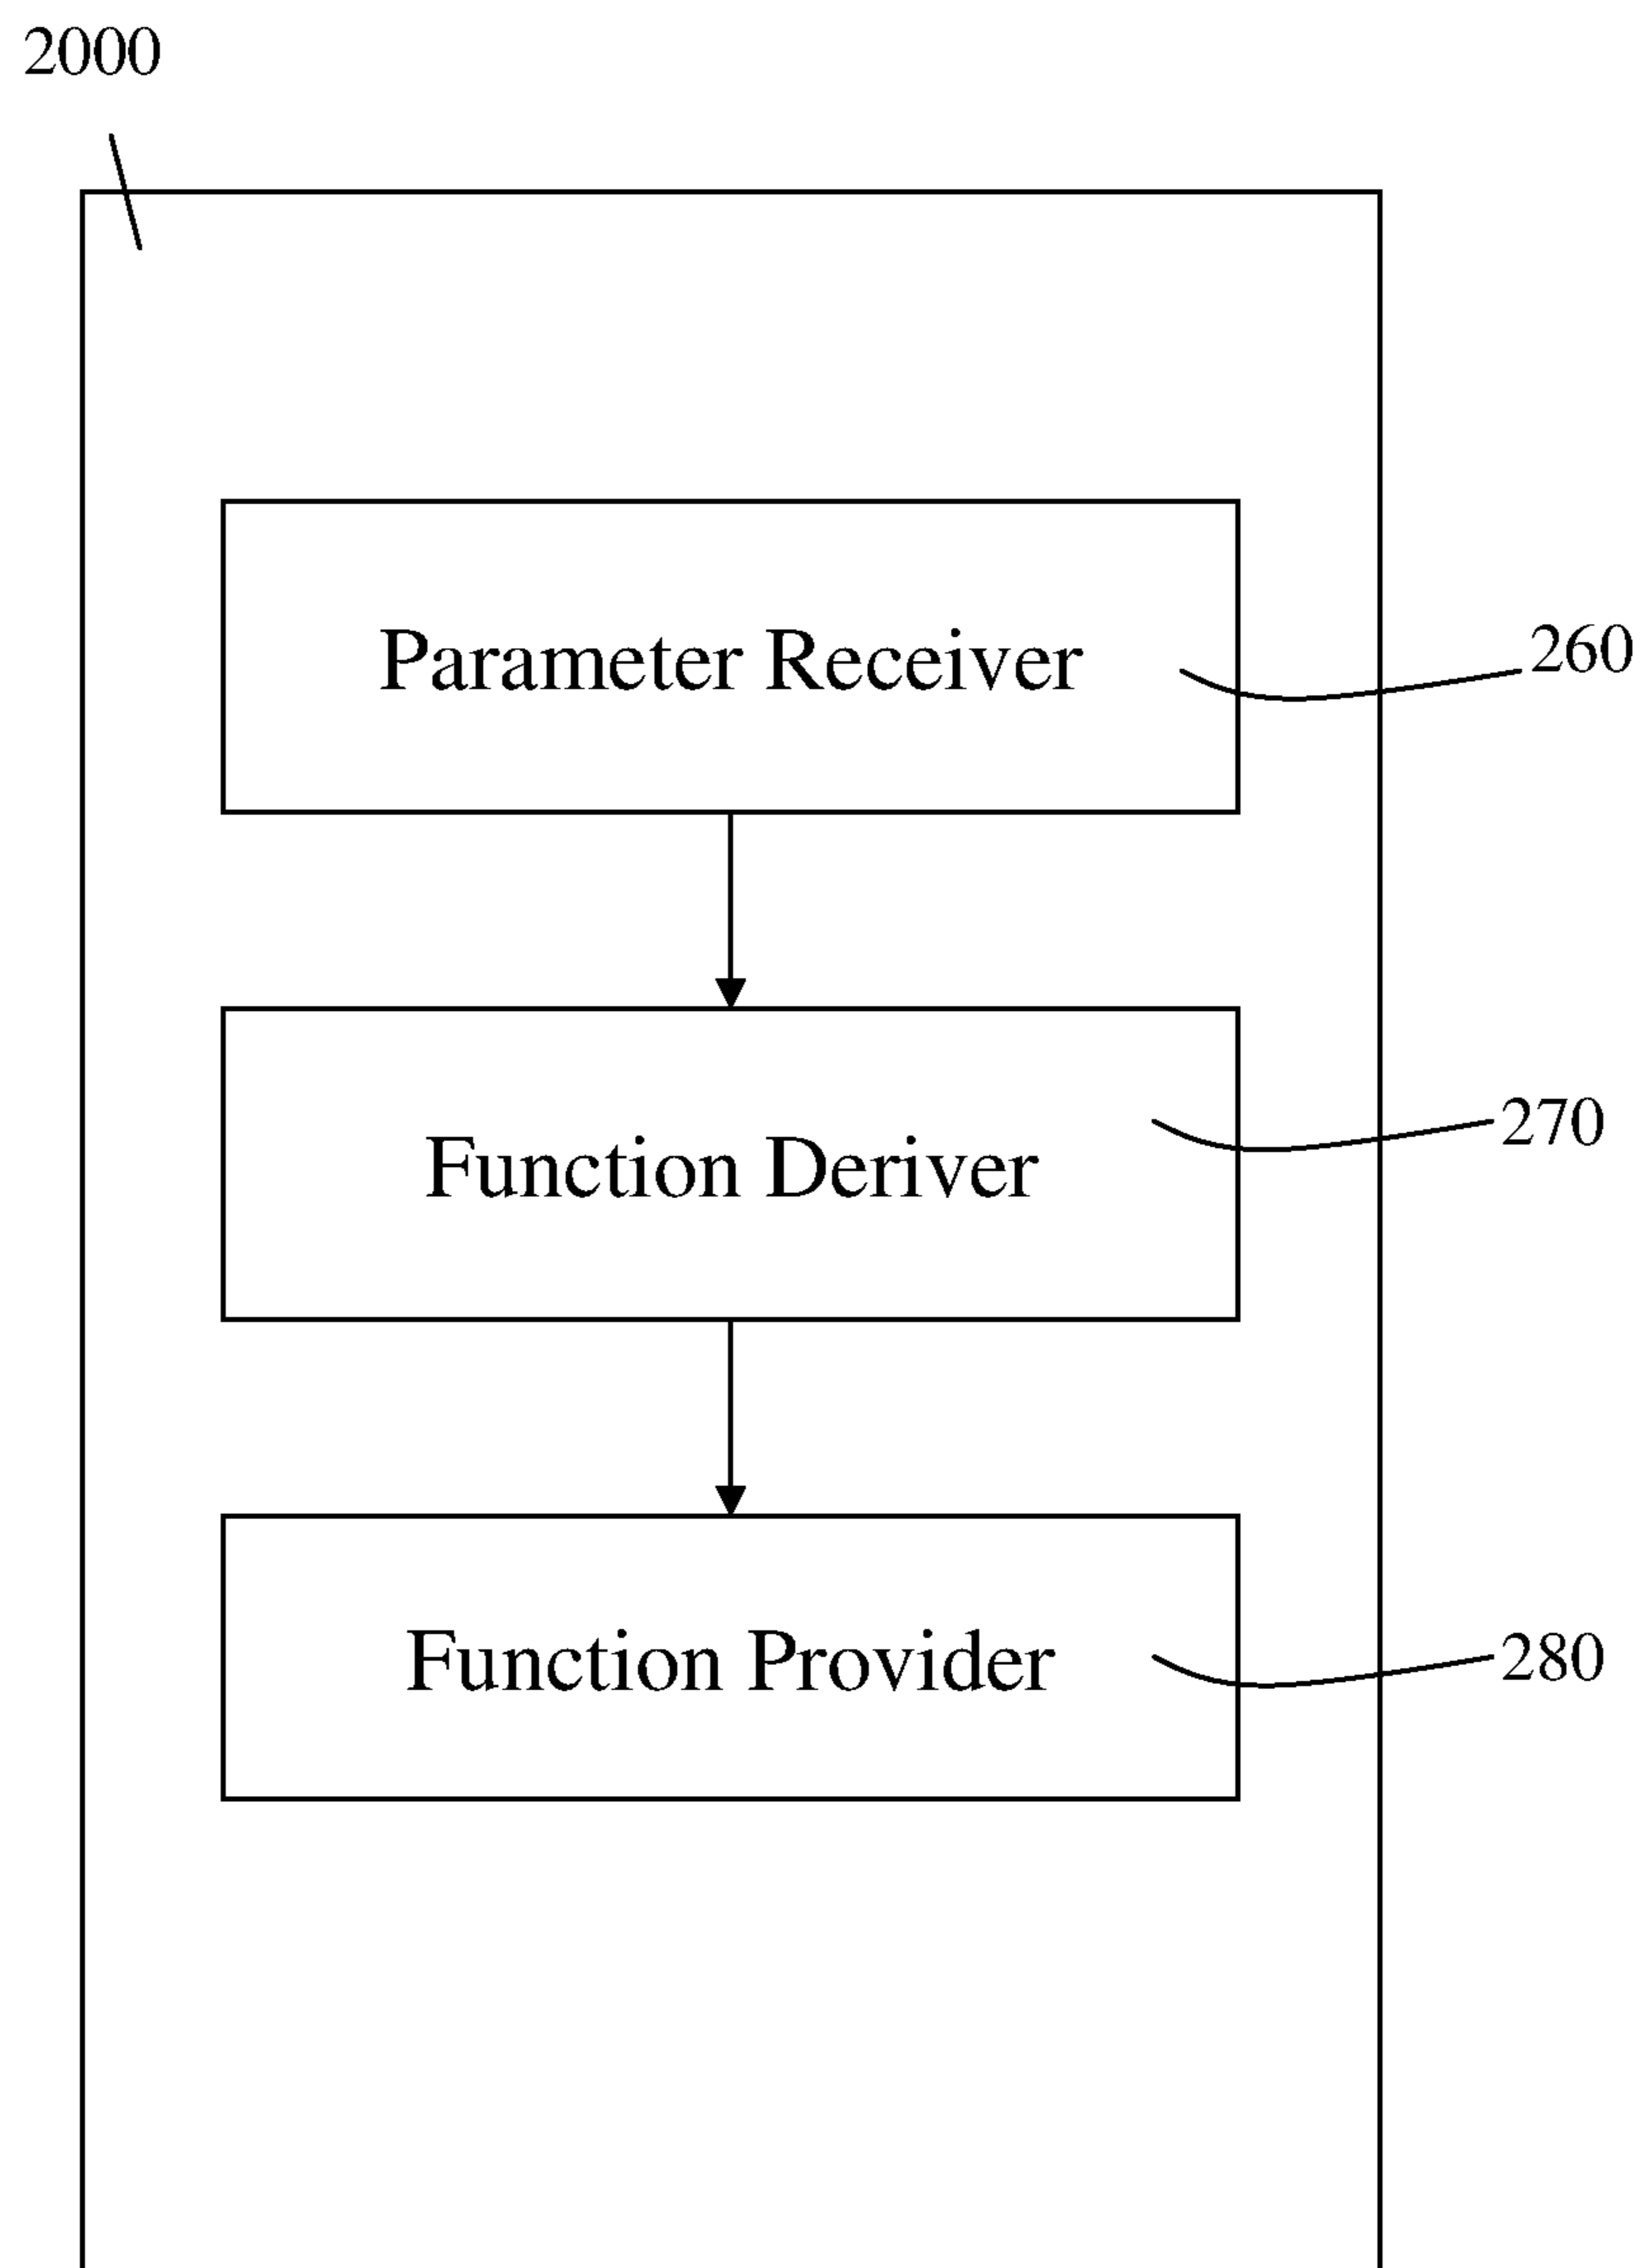 2000
Parameter Receiver
260
Function Deriver
270
Function Provider
280